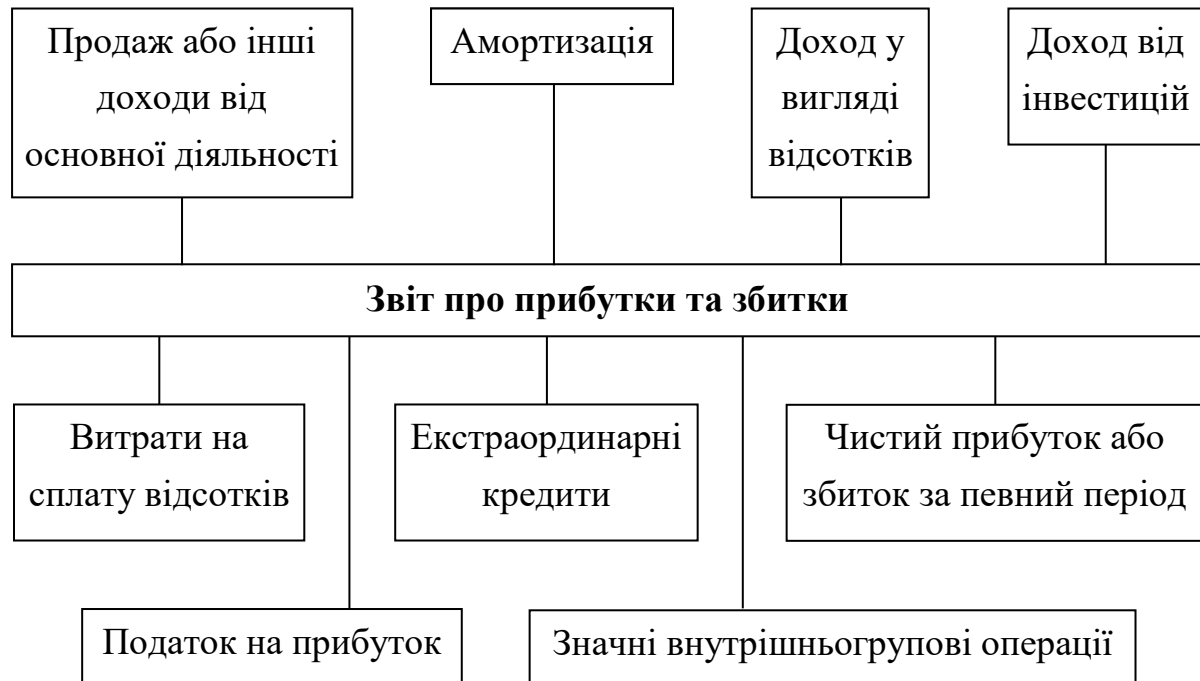 Продаж або інші
доходи від
основної діяльності
Амортизація
Доход у
вигляді
відсотків
Доход від
інвестицій
Звіт про прибутки та збитки
Витрати на
сплату відсотків
Екстраординарні
кредити
Чистий прибуток або
збиток за певний період
Податок на прибуток
Значні внутрішньогрупові операції